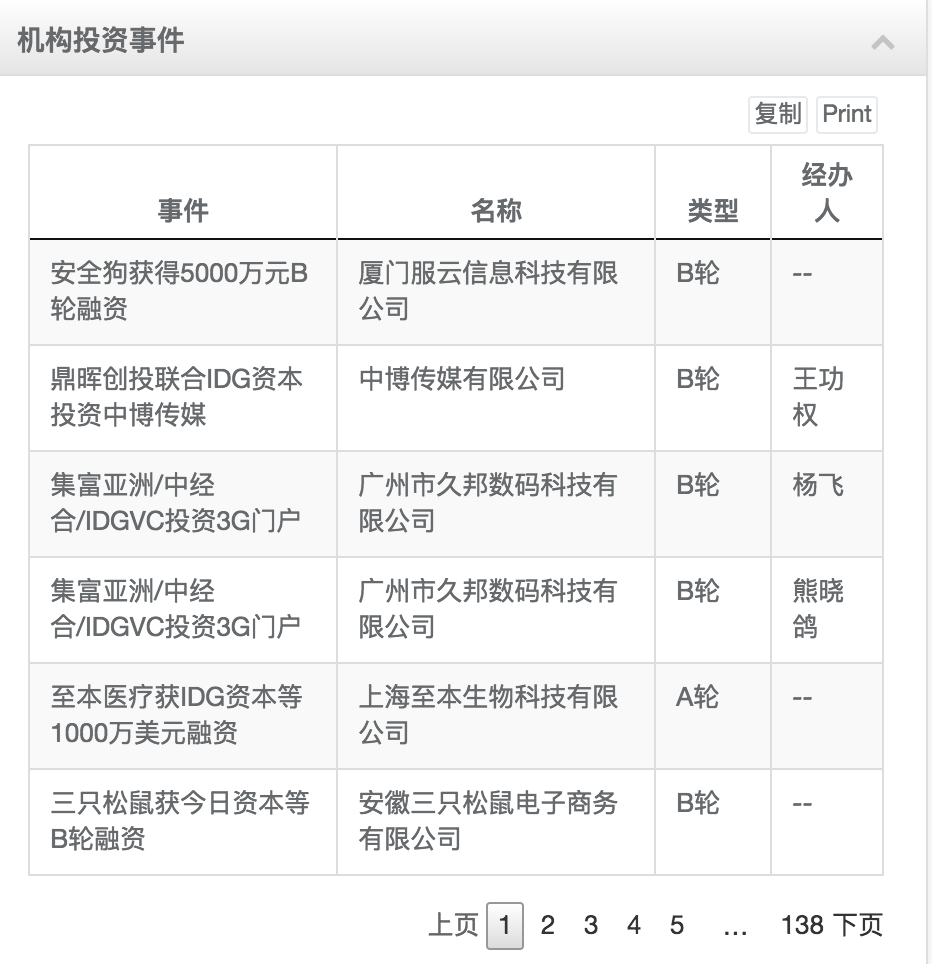 机构投资事件
复制 Print
事件 名称 类型 经办
人
安全狗获得5000万元B 厦门服云信息科技有限 B轮 --
轮融资 公司
鼎晖创投联合IDG资本 中博传媒有限公司 B轮 王功
投资中博传媒 权
集富亚洲/中经 广州市久邦数码科技有 B轮 杨飞
合/IDGVC投资3G门户 限公司
集富亚洲/中经 广州市久邦数码科技有 B轮 熊晓
合/IDGVC投资3G门户 限公司 鸽
至本医疗获IDG资本等 上海至本生物科技有限 A轮 --
1000万美元融资 公司
三只松鼠获今日资本等 安徽三只松鼠电子商务 B轮 --
B轮融资 有限公司
上页 1 2 3 4 5 ... 138 下页